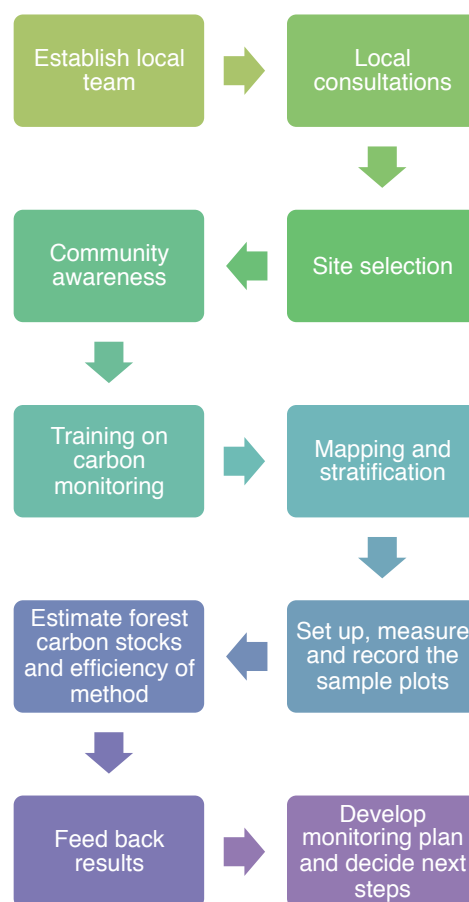 Establish local
team
Local
consultations
Site selection
Community
awareness
Training on
carbon
monitoring
Mapping and
stratification
Set up, measure
and record the
sample plots
Estimate forest
carbon stocks
and efficiency of
method
Feed back
results
Develop
monitoring plan
and decide next
steps